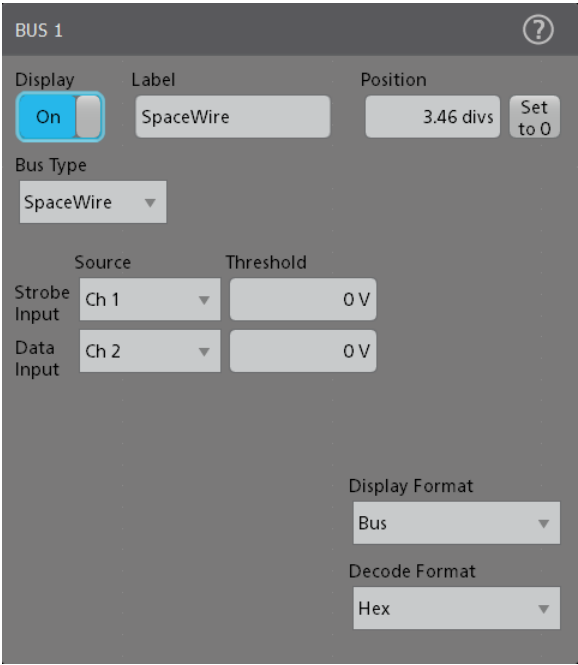 BUS 1 ?
Display Label Position
On SpaceWire 3.46 divs Set
to 0
Bus Type
SpaceWire
Source Threshold
Strobe
Input Ch 1 0 V
Data
Input Ch 2 0 V
Display Format
Bus
Decode Format
Hex